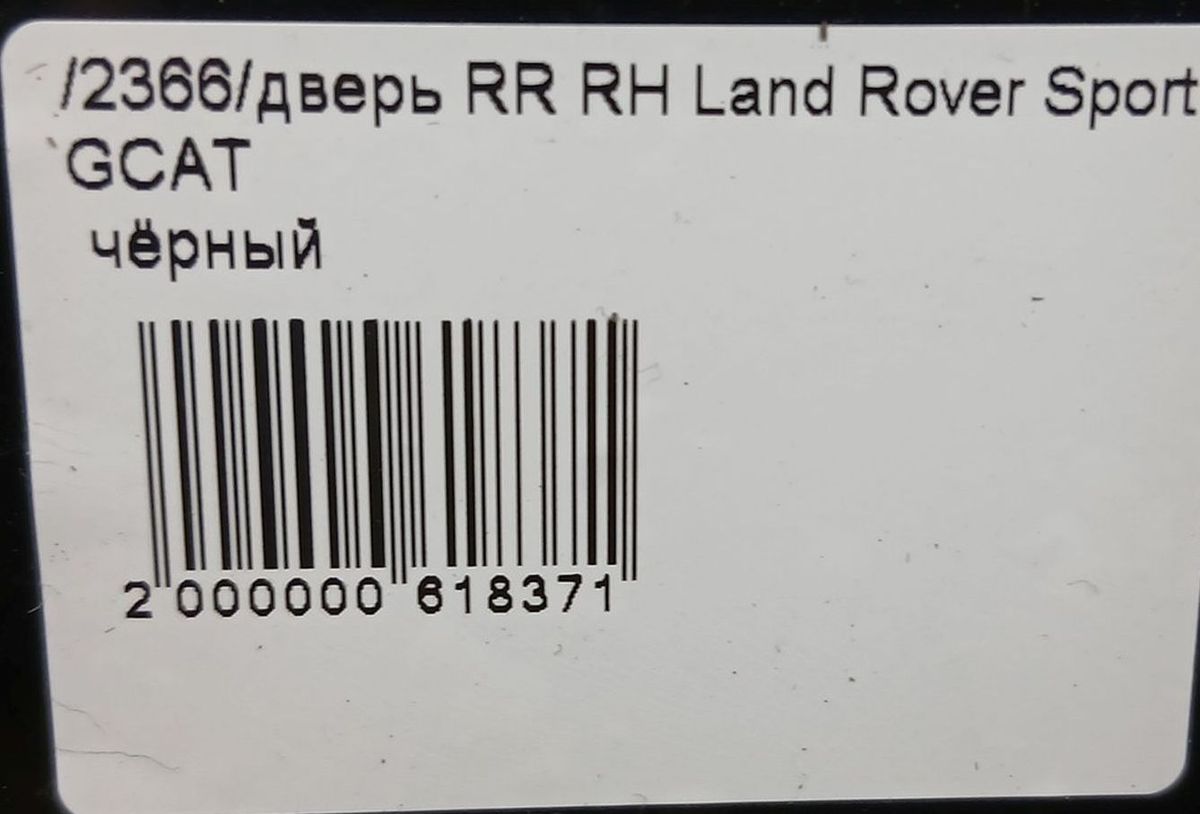 /2366/дверь RR RH Land Rover Sport
GCAT
чёрный
2 000000 618371